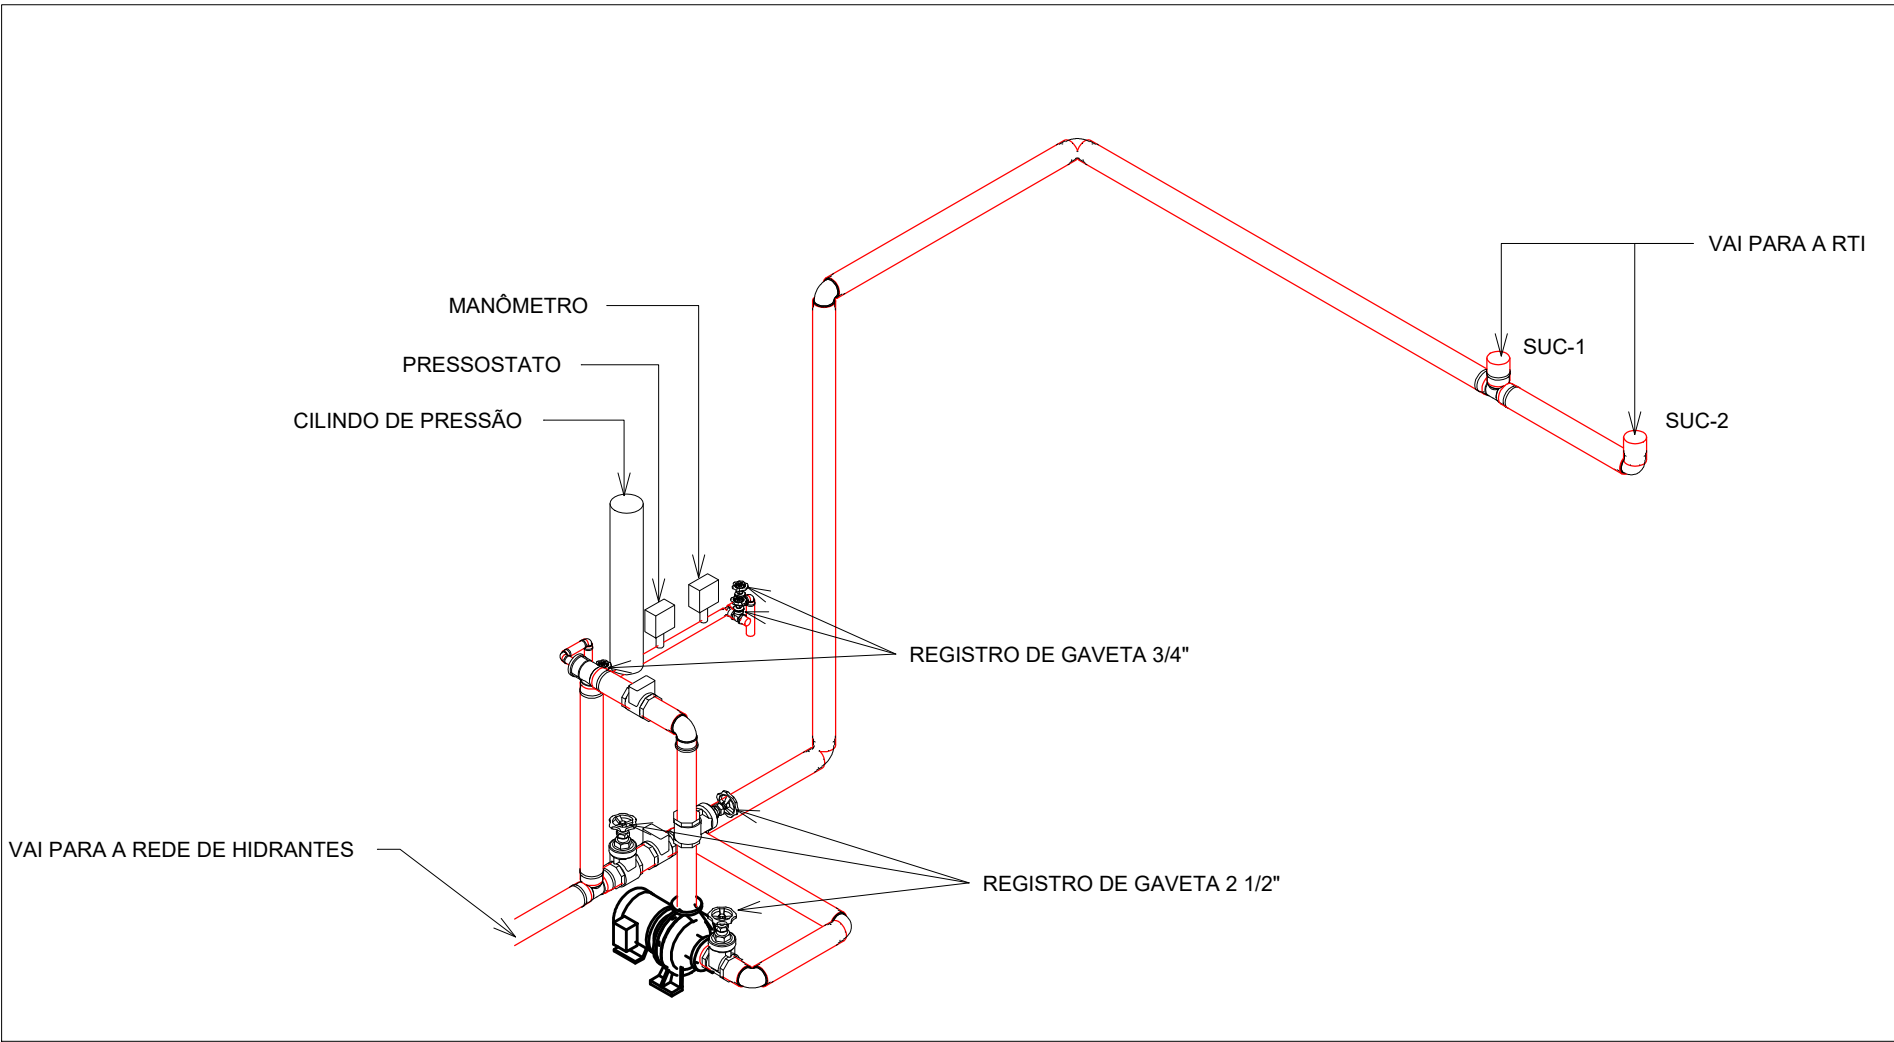 VAI PARA A RTI
MANÔMETRO
SUC-1
PRESSOSTATO
CILINDO DE PRESSÃO
SUC-2
REGISTRO DE GAVETA 3/4"
VAI PARA A REDE DE HIDRANTES
REGISTRO DE GAVETA 2 1/2"